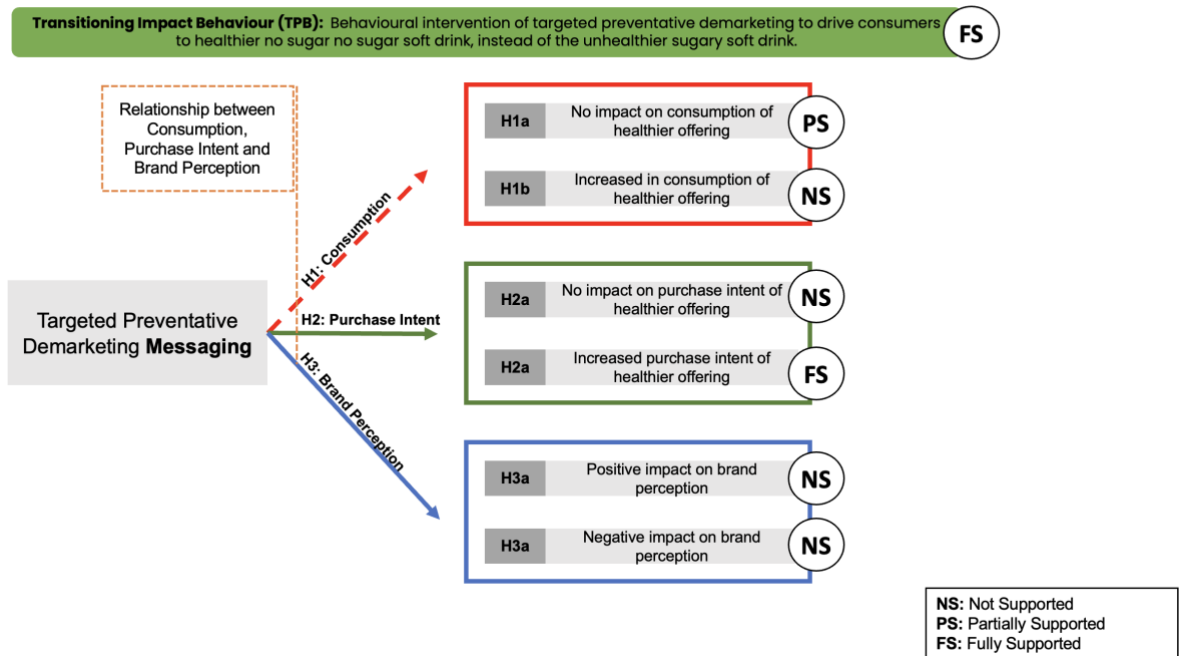 Transitioning Impact Behaviour (TPB): Behavioural intervention of targeted preventative demarketing to drive consumers
to healthier no sugar no sugar soft drink, instead of the unhealthier sugary soft drink.
FS
Relationship between
Consumption,
Purchase Intent and
Brand Perception
H1a
No impact on consumption of
healthier offering
PS
H1b
Increased in consumption of
healthier offering
NS
H1: Consumption
Targeted Preventative
Demarketing Messaging
H2: Purchase Intent
H2a
No impact on purchase intent of
healthier offering
NS
H2a
Increased purchase intent of
healthier offering
FS
H3: Brand Perception
H3a
Positive impact on brand
perception
NS
H3a
Negative impact on brand
perception
NS
NS: Not Supported
PS: Partially Supported
FS: Fully Supported